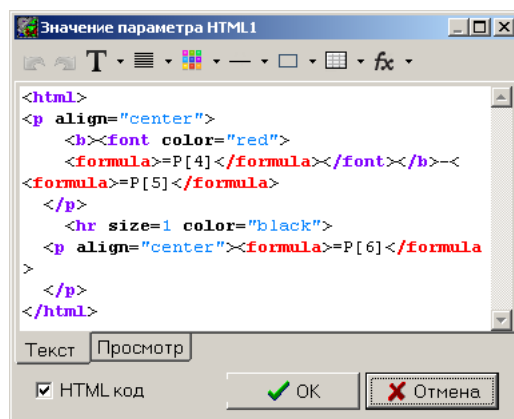 Значение параметра HTML1
T fx
<html>
<p align="center">
<b><font color="red">
<formula>=P[4]</formula></font></b>-<
<formula>=P[5]</formula>
</p>
<hr size=1 color="black">
<p align="center"><formula>=P[6]</formula
>
</p>
</html>
Текст Просмотр
HTML код OK Отмена